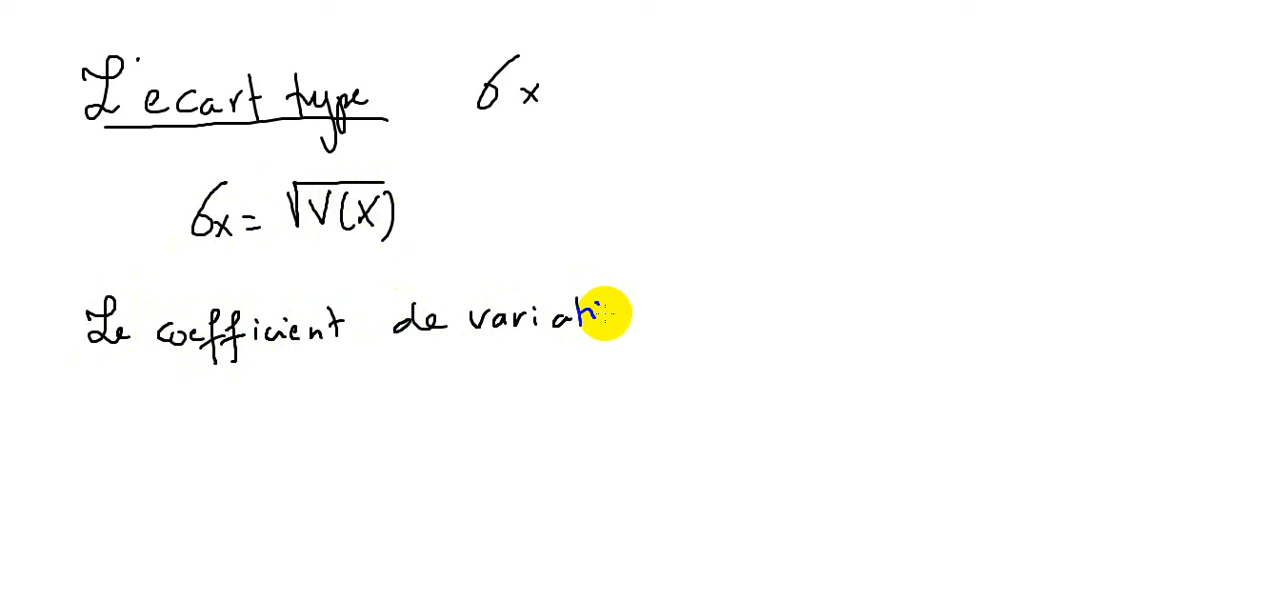 L'ecart type σx
σx = √V(X)
Le coefficient de variati